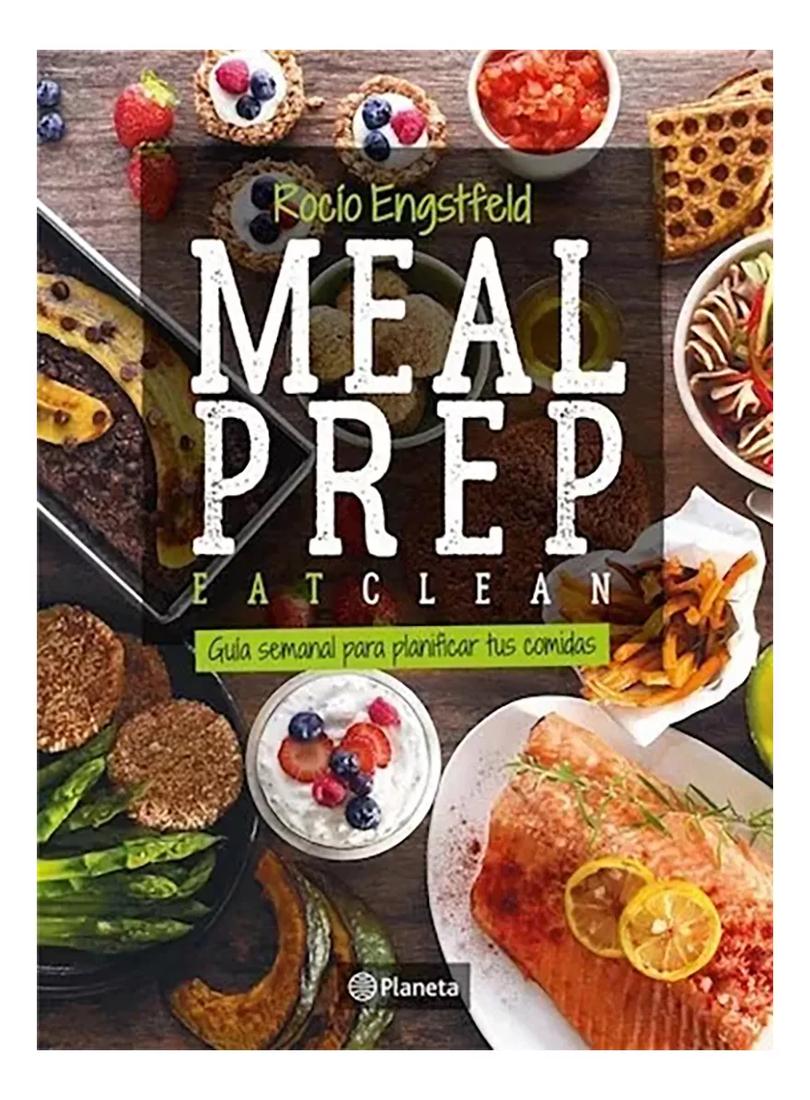 Rocío Engstfeld
MEAL
PREP
EATCLEAN
Guía semanal para planificar tus comidas
Planeta